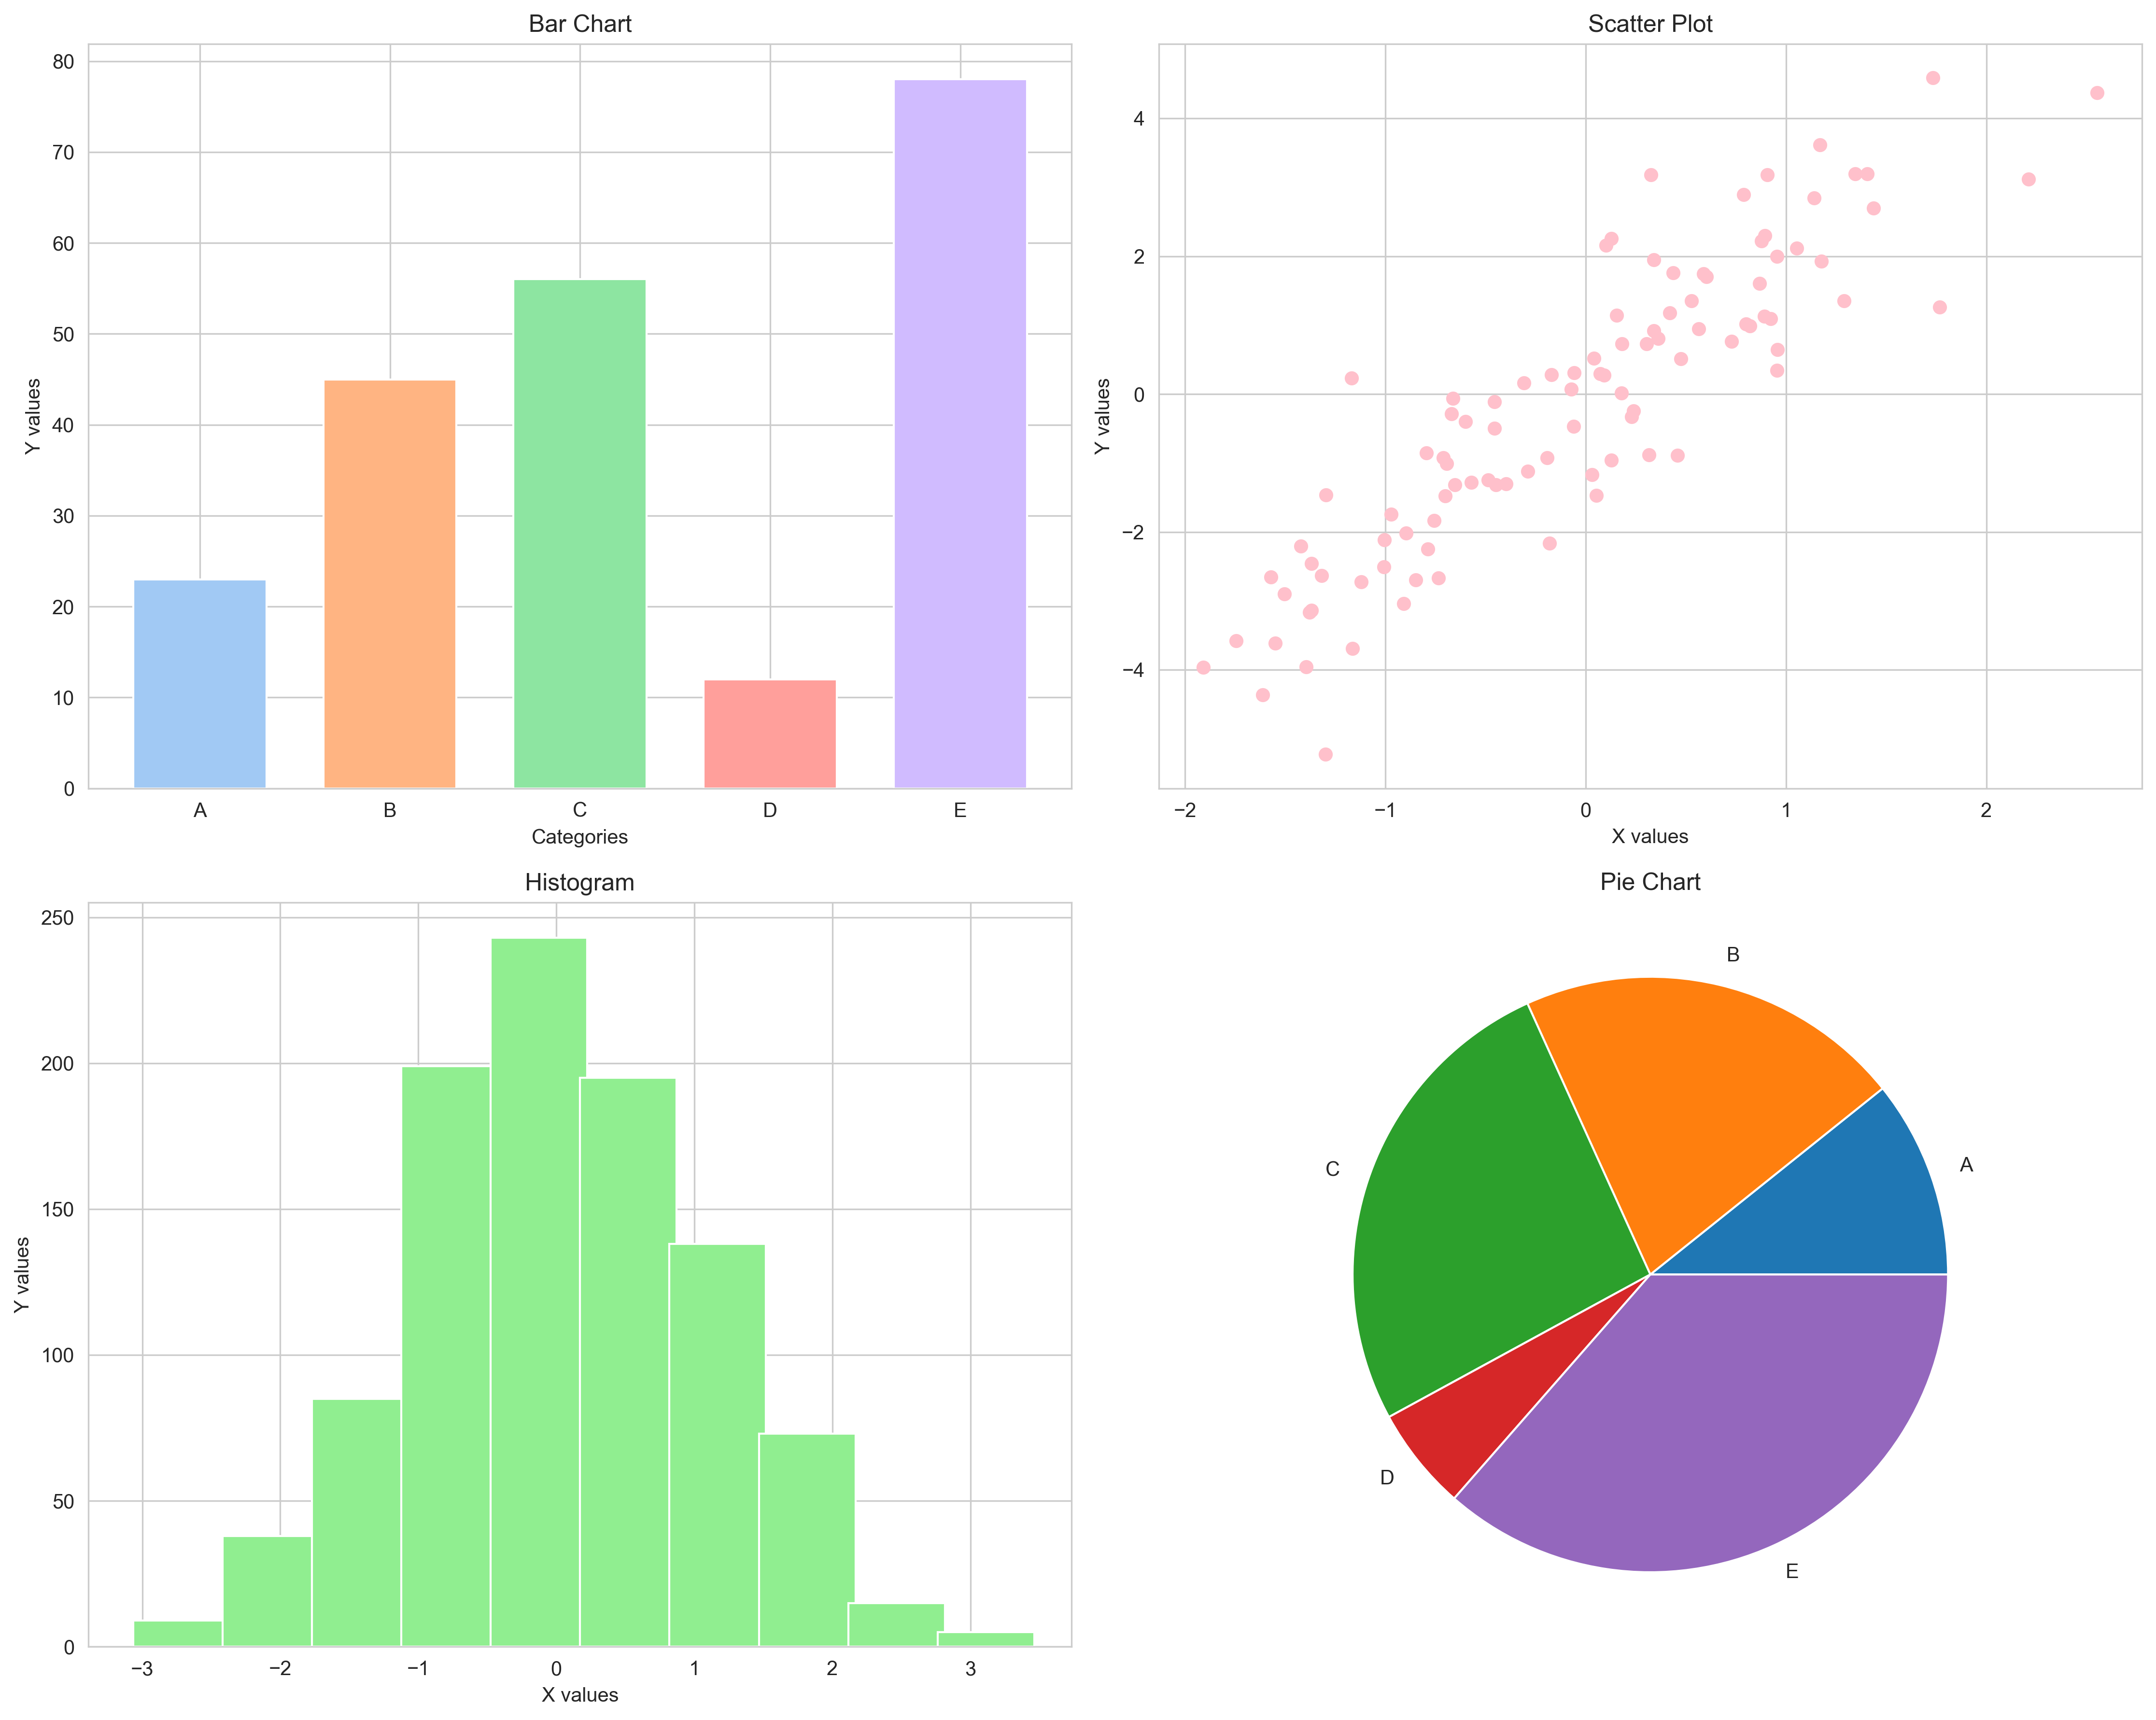 Bar Chart
80
70
60
50
40
30
20
10
0
Y values
A B C D E
Categories
Scatter Plot
4
2
0
−2
−4
Y values
−2 −1 0 1 2
X values
Histogram
250
200
150
100
50
0
Y values
−3 −2 −1 0 1 2 3
X values
Pie Chart
B
A
C
D
E